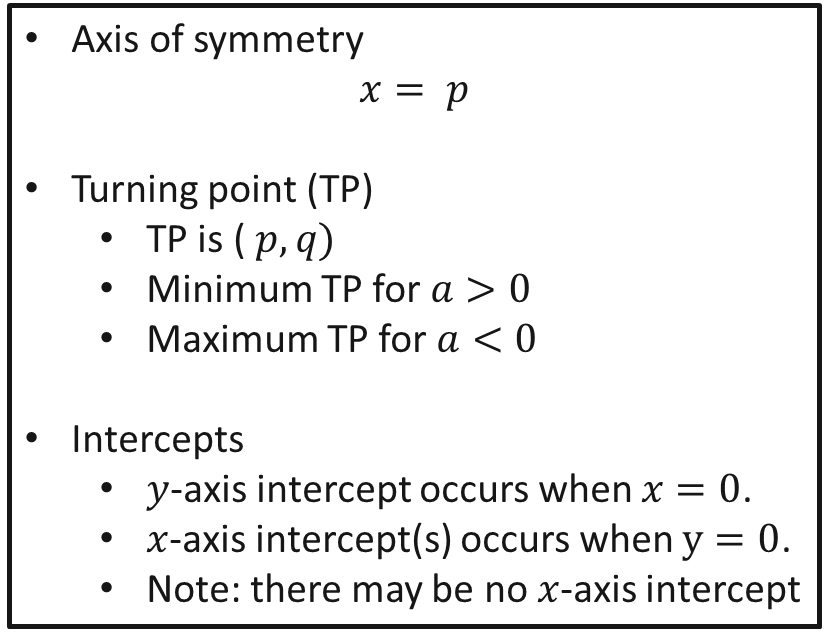 • Axis of symmetry
x = p
• Turning point (TP)
• TP is ( p, q)
• Minimum TP for a > 0
• Maximum TP for a < 0
• Intercepts
• y-axis intercept occurs when x = 0.
• x-axis intercept(s) occurs when y = 0.
• Note: there may be no x-axis intercept